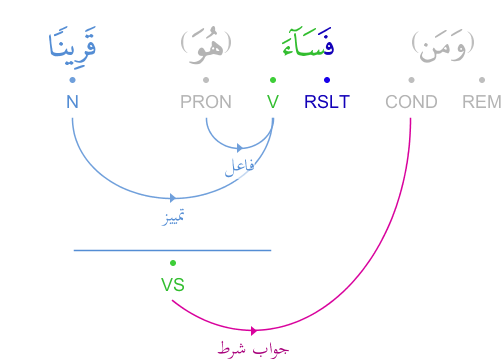 (وَمَن) فَسَآءَ (هُوَ) قَرِينًا
REM COND RSLT V PRON N
فاعل
تمييز
VS
جواب شرط